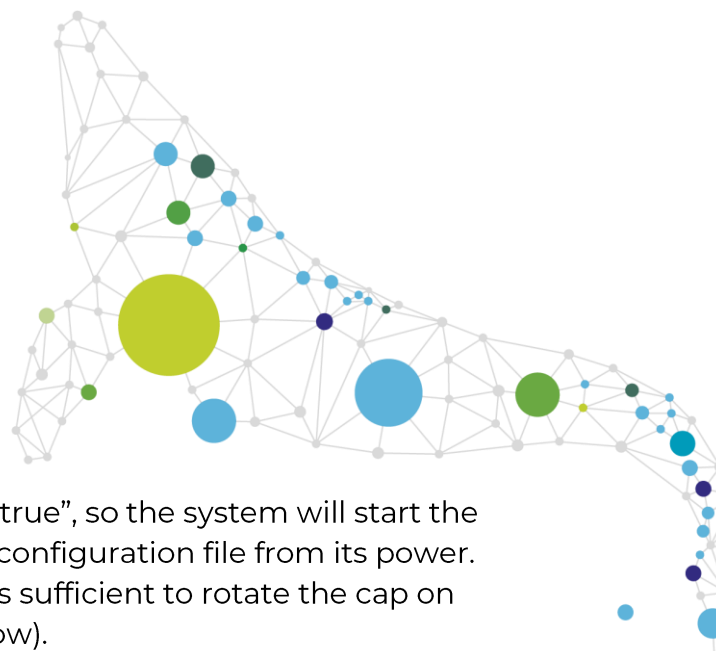 true”, so the system will start the
configuration file from its power.
s sufficient to rotate the cap on
ow).